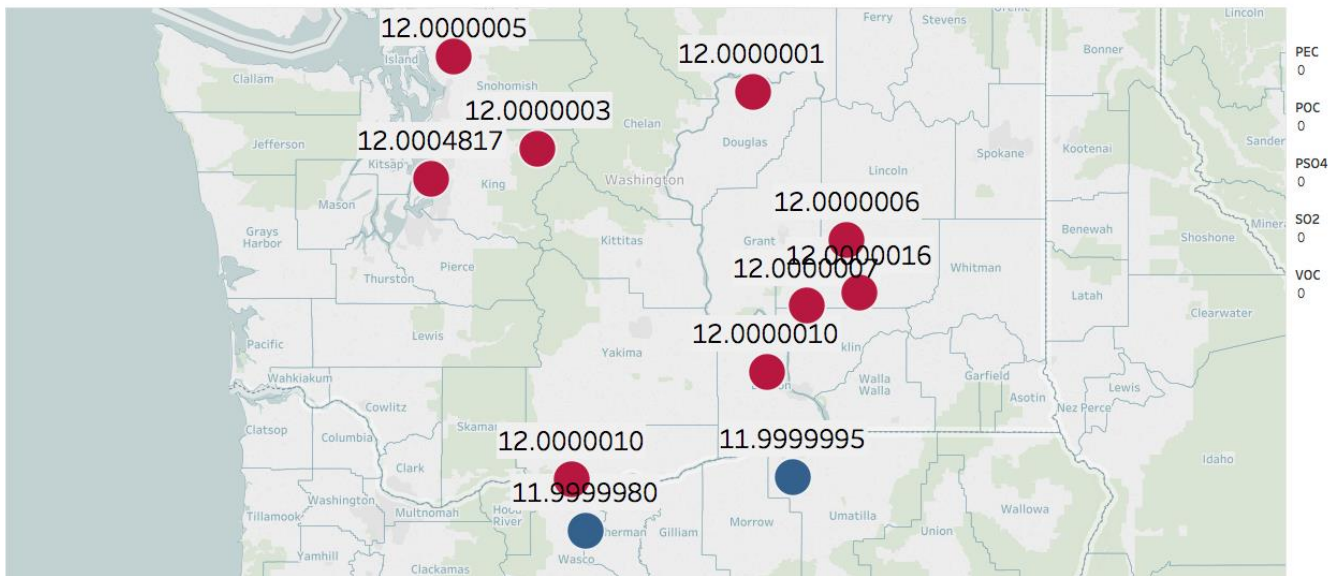 12.0000005
12.0000001
12.0000003
12.0004817
12.0000006
12.0000016
12.0000007
12.0000010
12.0000010
11.9999995
11.9999980
Ferry
Stevens
Bonner
Lincoln
Island
Clallam
Snohomish
Chelan
Douglas
Jefferson
Kitsap
King
Washington
Lincoln
Spokane
Kootenai
Mason
Grays
Harbor
Kittitas
Grant
Whitman
Benewah
Shoshone
Thurston
Pierce
Latah
Clearwater
Pacific
Lewis
Yakima
klin
Walla
Walla
Garfield
Asotin
Lewis
Nez Perce
Wahkiakum
Cowlitz
Skama
Clatsop
Columbia
Clark
Idaho
Washington
Multnomah
Hood
River
herman
Gilliam
Morrow
Umatilla
Union
Wallowa
Tillamook
Yamhill
Clackamas
Wasco
PEC
0
POC
0
PSO4
0
SO2
0
VOC
0